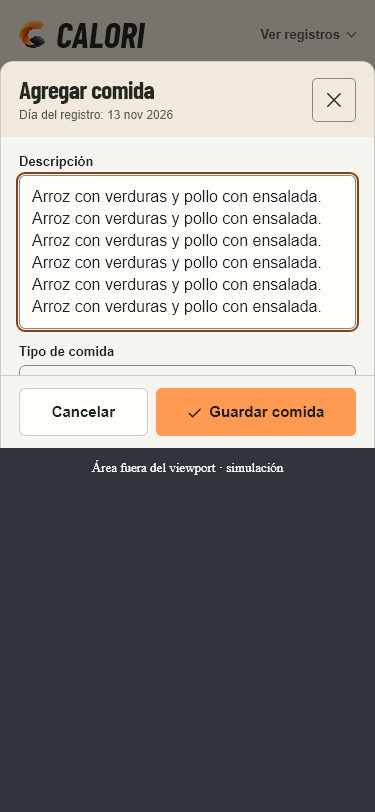 CALORI
Ver registros
Agregar comida
Día del registro: 13 nov 2026
Descripción
Arroz con verduras y pollo con ensalada.
Arroz con verduras y pollo con ensalada.
Arroz con verduras y pollo con ensalada.
Arroz con verduras y pollo con ensalada.
Arroz con verduras y pollo con ensalada.
Arroz con verduras y pollo con ensalada.
Tipo de comida
Cancelar
Guardar comida
Área fuera del viewport · simulación